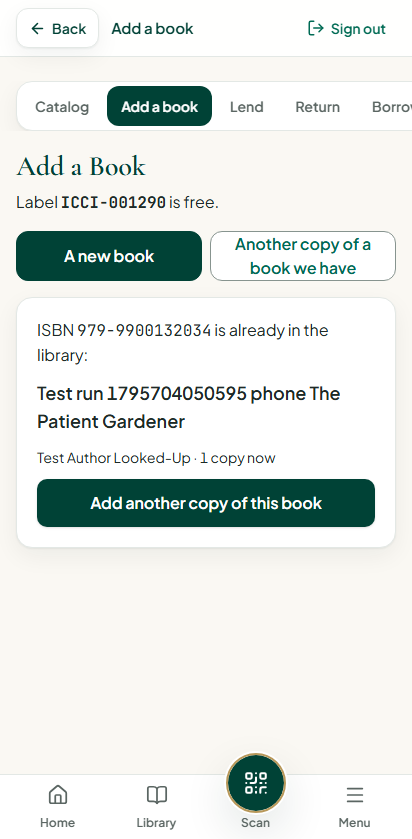 Back
Add a book
Sign out
Catalog
Add a book
Lend
Return
Borrow
Add a Book
Label ICCI-001290 is free.
A new book
Another copy of a
book we have
ISBN 979-9900132034 is already in the
library:
Test run 1795704050595 phone The
Patient Gardener
Test Author Looked-Up · 1 copy now
Add another copy of this book
Home
Library
Scan
Menu